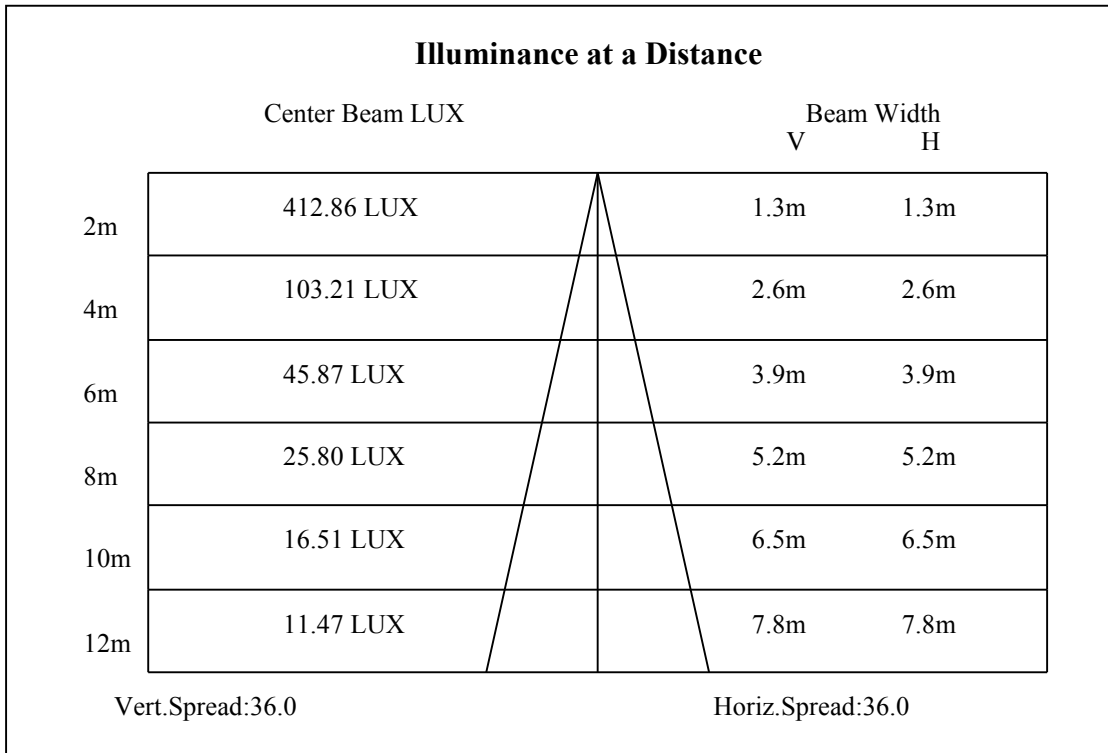 Illuminance at a Distance
Center Beam LUX Beam Width
V H
2m 412.86 LUX 1.3m 1.3m
4m 103.21 LUX 2.6m 2.6m
6m 45.87 LUX 3.9m 3.9m
8m 25.80 LUX 5.2m 5.2m
10m 16.51 LUX 6.5m 6.5m
12m 11.47 LUX 7.8m 7.8m
Vert.Spread:36.0 Horiz.Spread:36.0